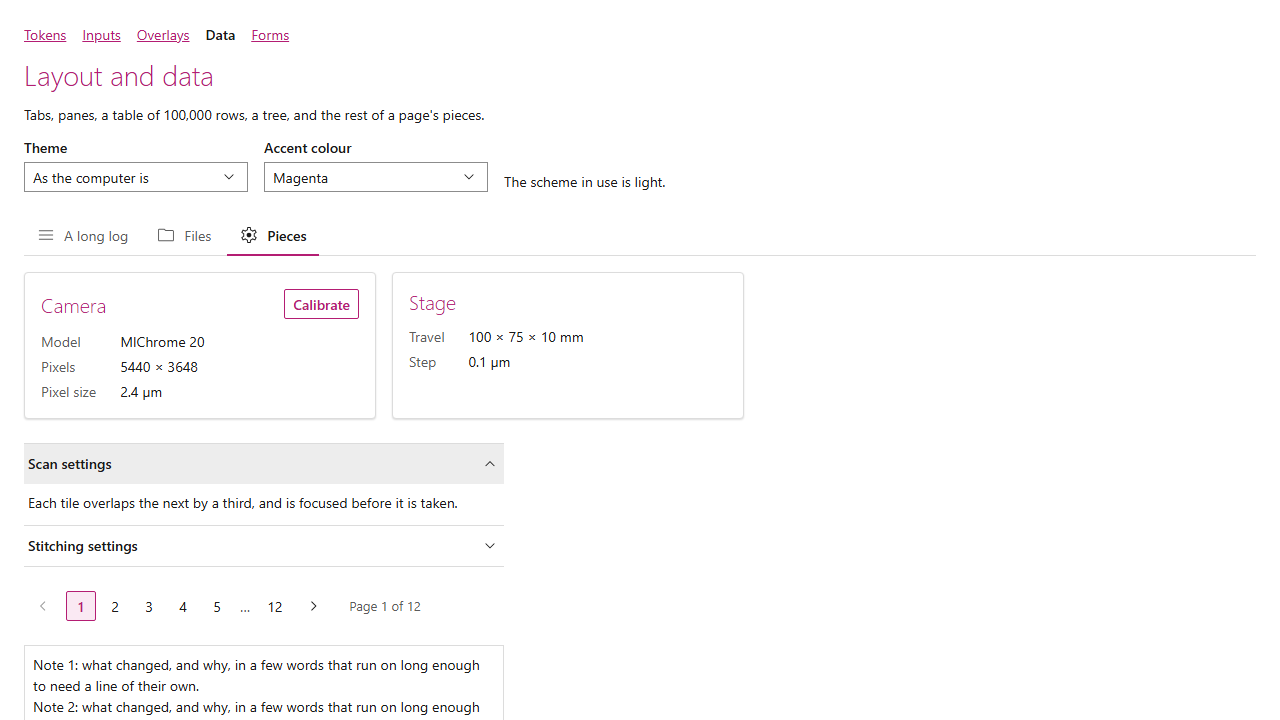 Tokens Inputs Overlays Data Forms
Layout and data
Tabs, panes, a table of 100,000 rows, a tree, and the rest of a page's pieces.
Theme Accent colour
As the computer is Magenta The scheme in use is light.
A long log Files Pieces
Camera Calibrate
Model MIChrome 20
Pixels 5440 × 3648
Pixel size 2.4 µm
Stage
Travel 100 × 75 × 10 mm
Step 0.1 µm
Scan settings
Each tile overlaps the next by a third, and is focused before it is taken.
Stitching settings
1 2 3 4 5 … 12 Page 1 of 12
Note 1: what changed, and why, in a few words that run on long enough
to need a line of their own.
Note 2: what changed, and why, in a few words that run on long enough